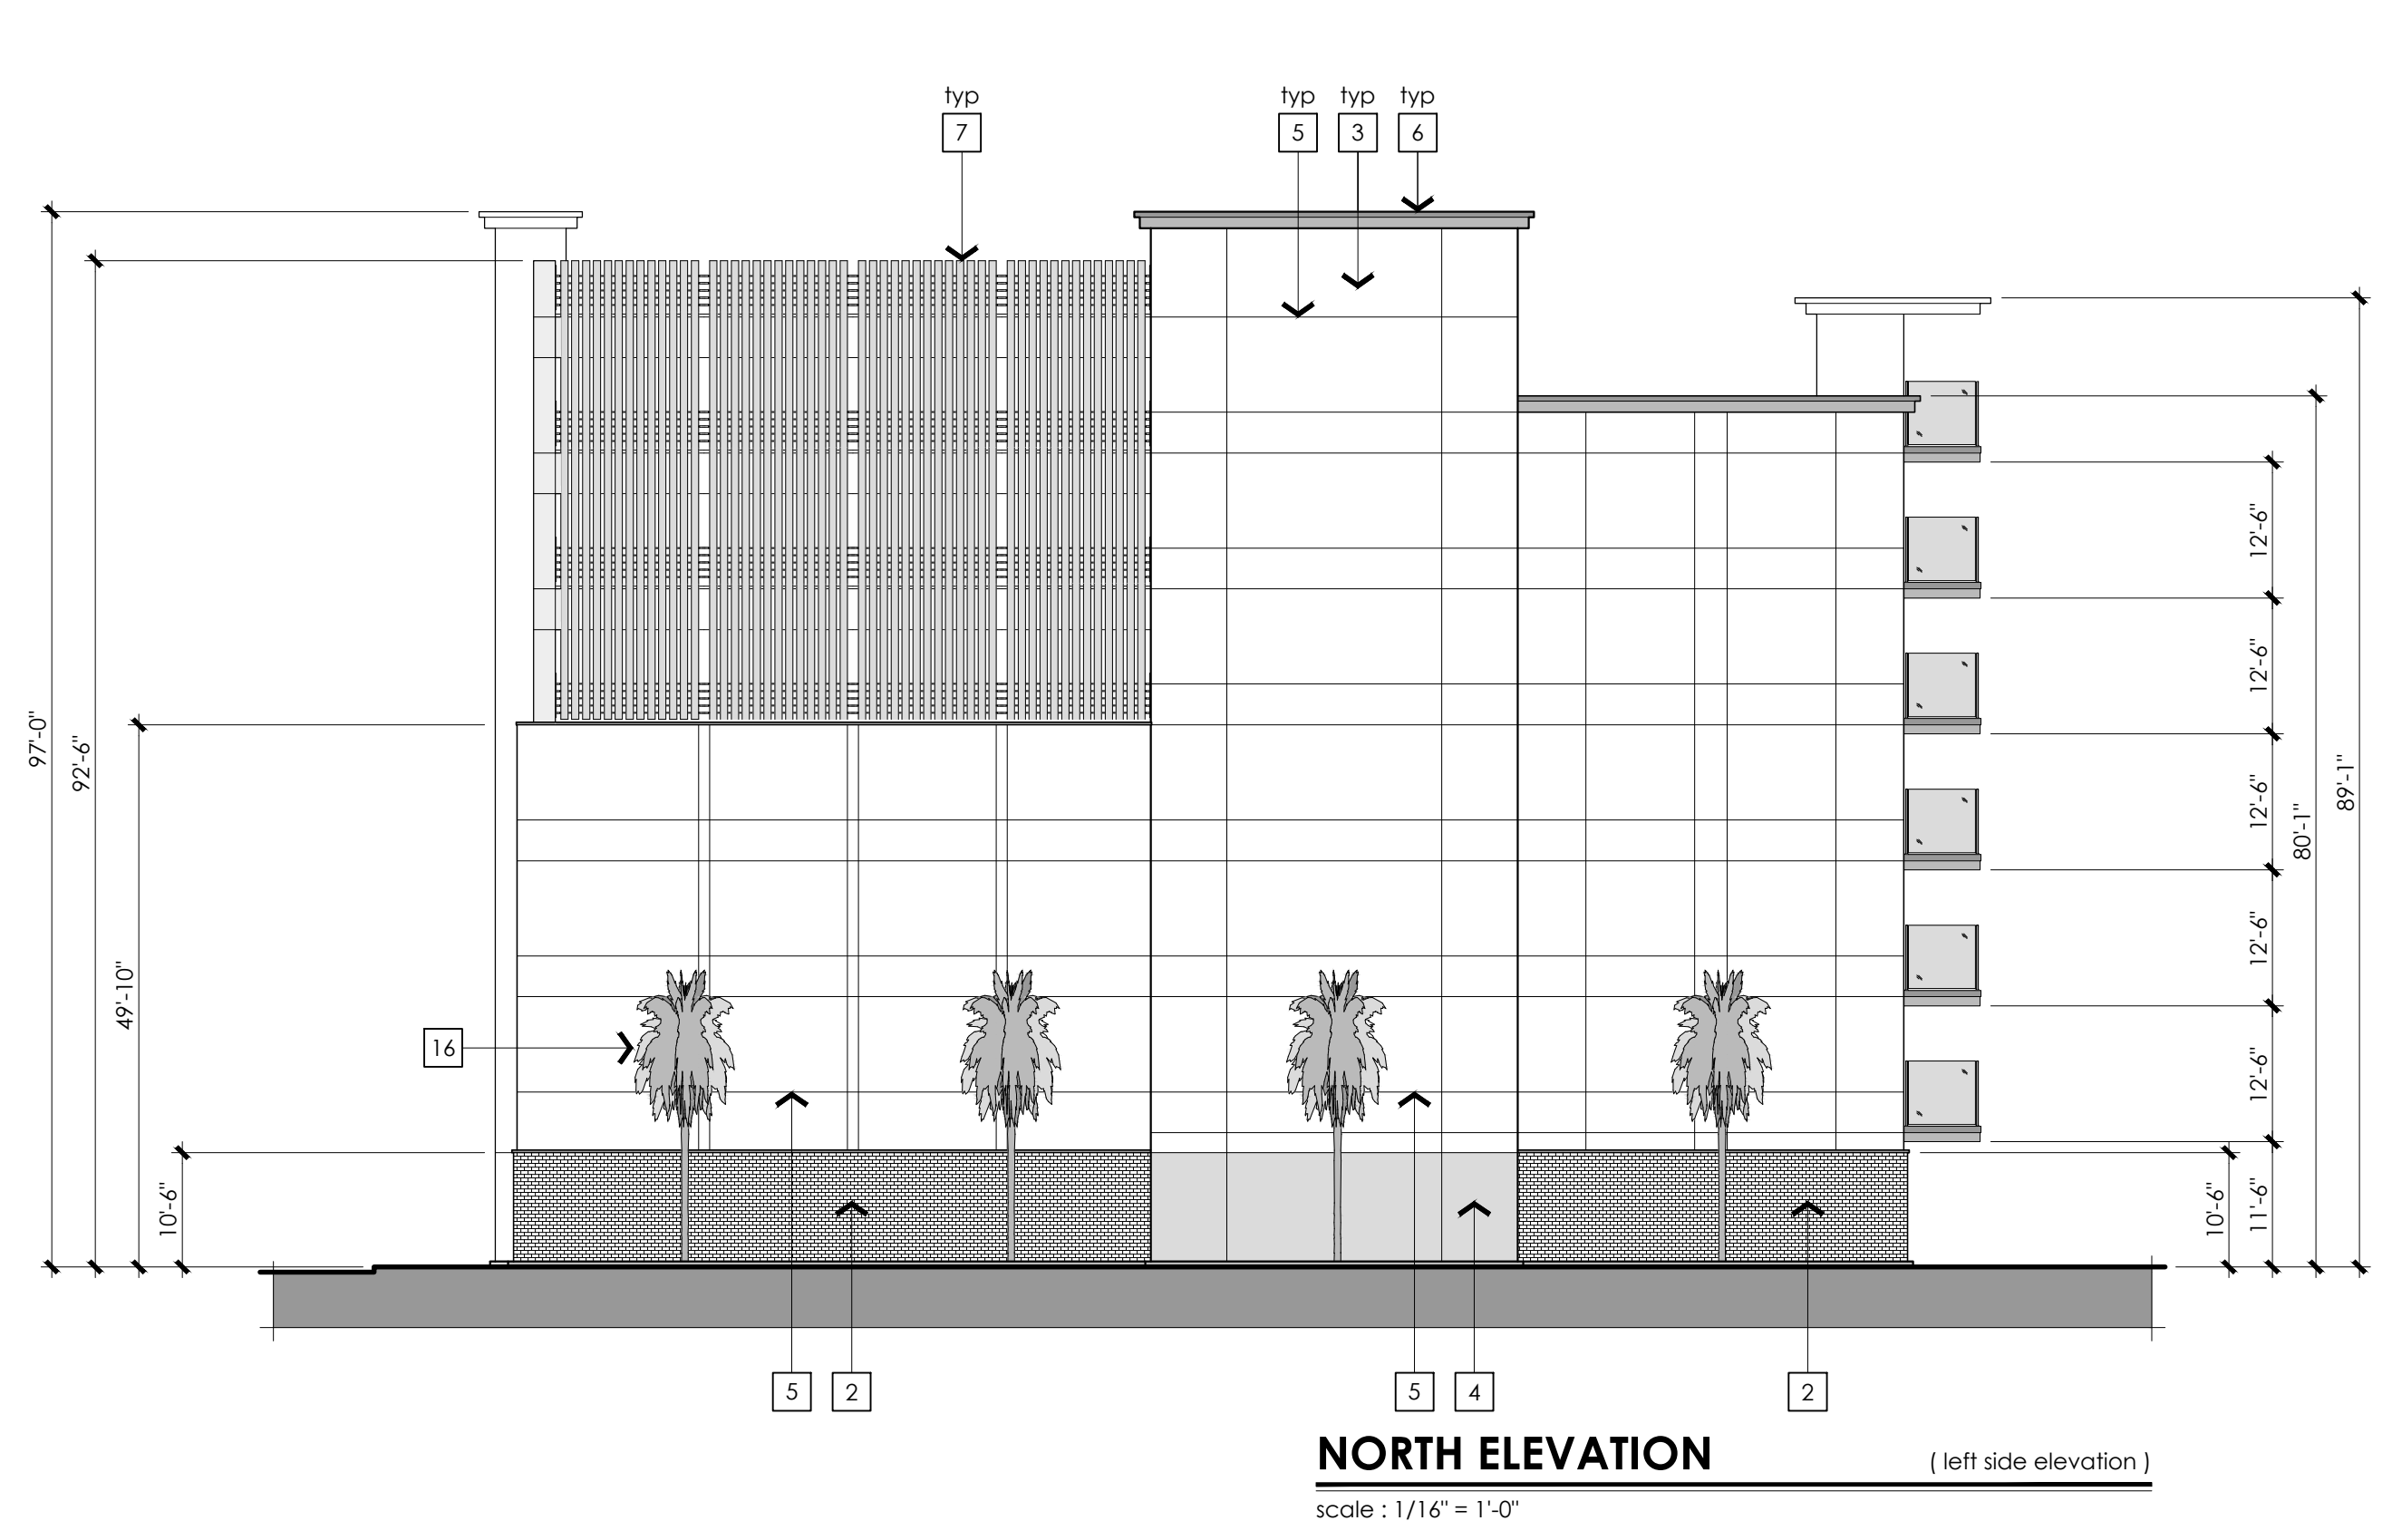 typ typ typ typ
7 5 3 6
97'-0"
92'-6"
49'-10"
10'-6"
16
12'-6"
12'-6"
12'-6"
12'-6"
12'-6"
11'-6"
10'-6"
80'-1"
89'-1"
5 2 5 4 2
NORTH ELEVATION ( left side elevation )
scale : 1/16" = 1'-0"